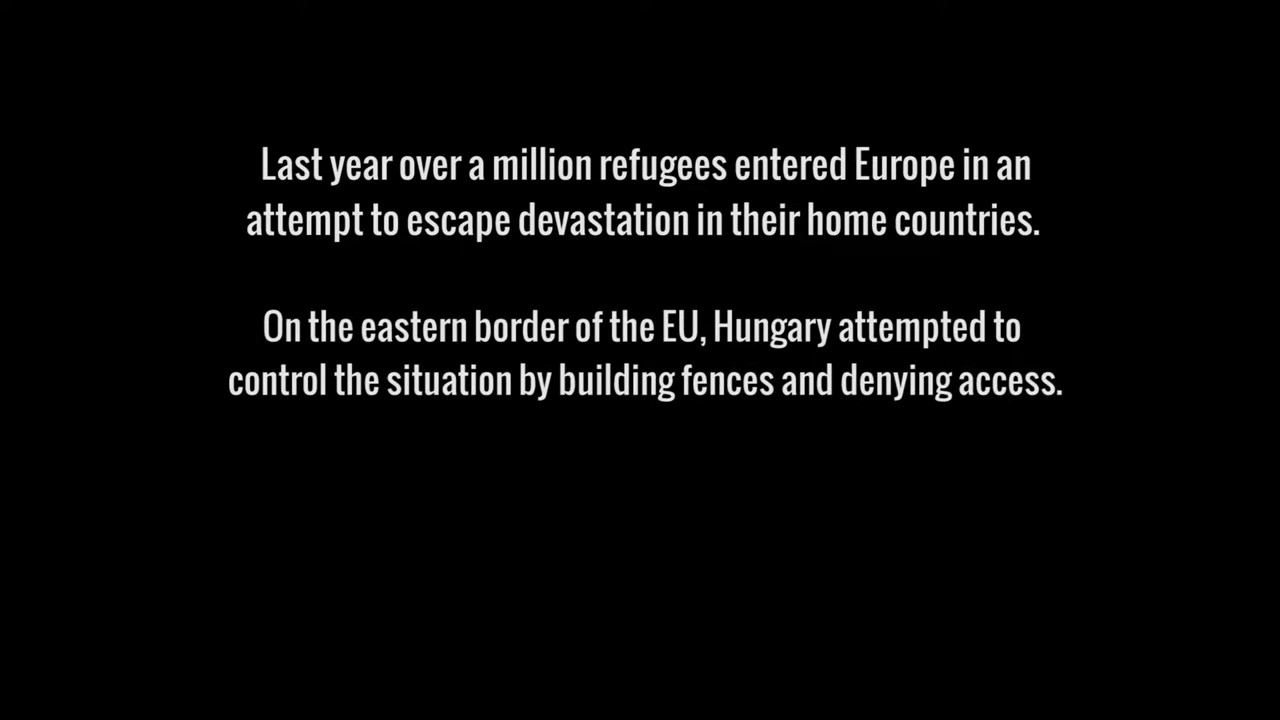 Last year over a million refugees entered Europe in an
attempt to escape devastation in their home countries.
On the eastern border of the EU, Hungary attempted to
control the situation by building fences and denying access.